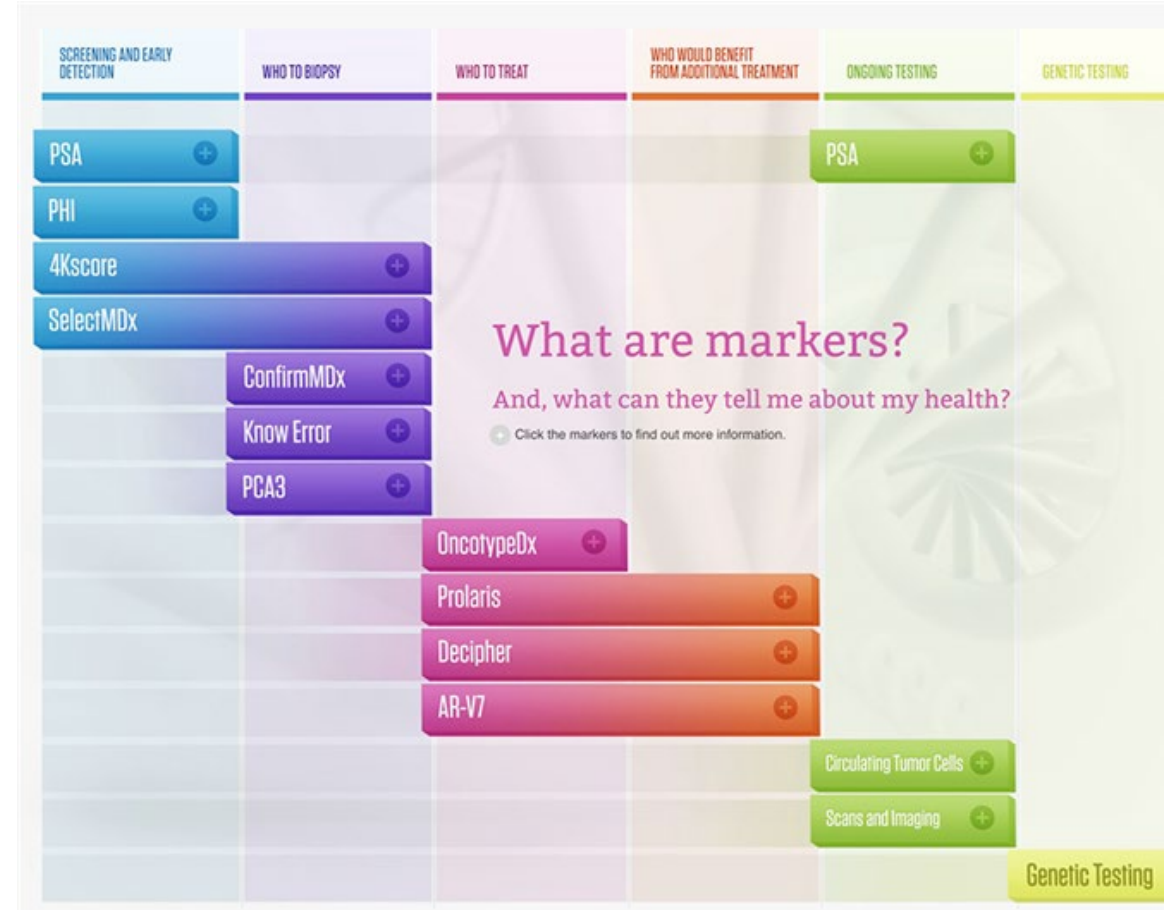 SCREENING AND EARLY
DETECTION
WHO TO BIOPSY
WHO TO TREAT
WHO WOULD BENEFIT
FROM ADDITIONAL TREATMENT
ONGOING TESTING
GENETIC TESTING
PSA
PSA
PHI
4Kscore
SelectMDx
What are markers?
ConfirmMDx
And, what can they tell me about my health?
Know Error
Click the markers to find out more information.
PCA3
OncotypeDx
Prolaris
Decipher
AR-V7
Circulating Tumor Cells
Scans and Imaging
Genetic Testing